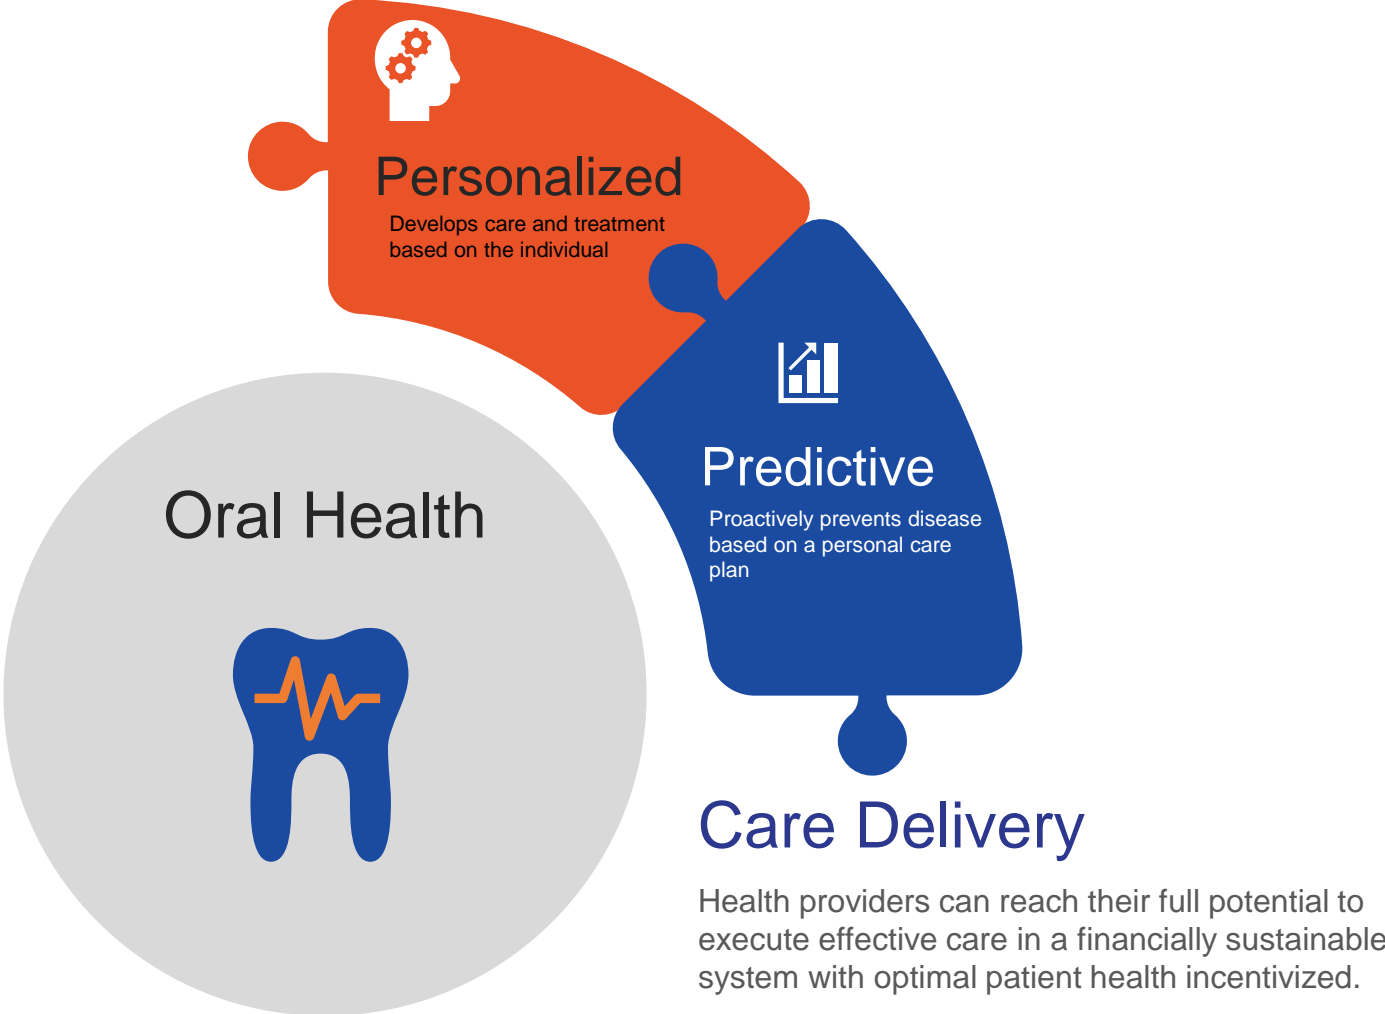 Personalized
Develops care and treatment
based on the individual
Predictive
Proactively prevents disease
based on a personal care
plan
Oral Health
Care Delivery
Health providers can reach their full potential to
execute effective care in a financially sustainable
system with optimal patient health incentivized.